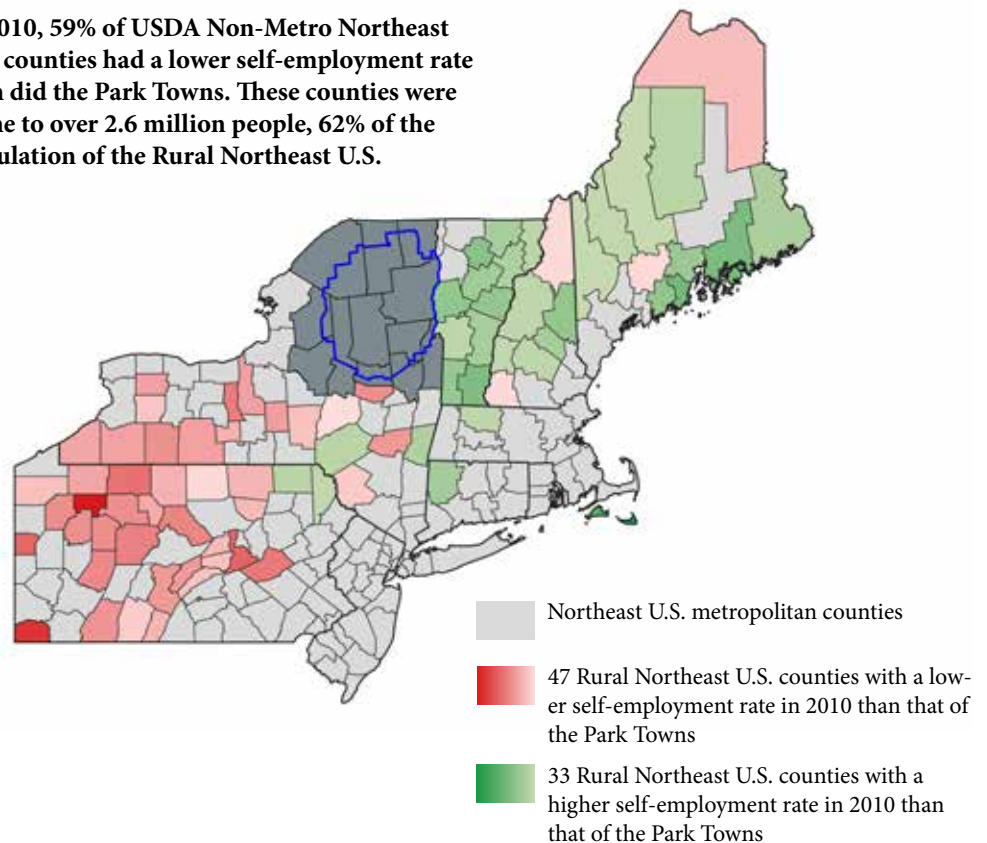 010, 59% of USDA Non-Metro Northeast
counties had a lower self-employment rate
did the Park Towns. These counties were
to over 2.6 million people, 62% of the
of the Rural Northeast U.S.
Northeast U.S. metropolitan counties
47 Rural Northeast U.S. counties with a low-
er self-employment rate in 2010 than that of
the Park Towns
33 Rural Northeast U.S. counties with a
higher self-employment rate in 2010 than
that of the Park Towns